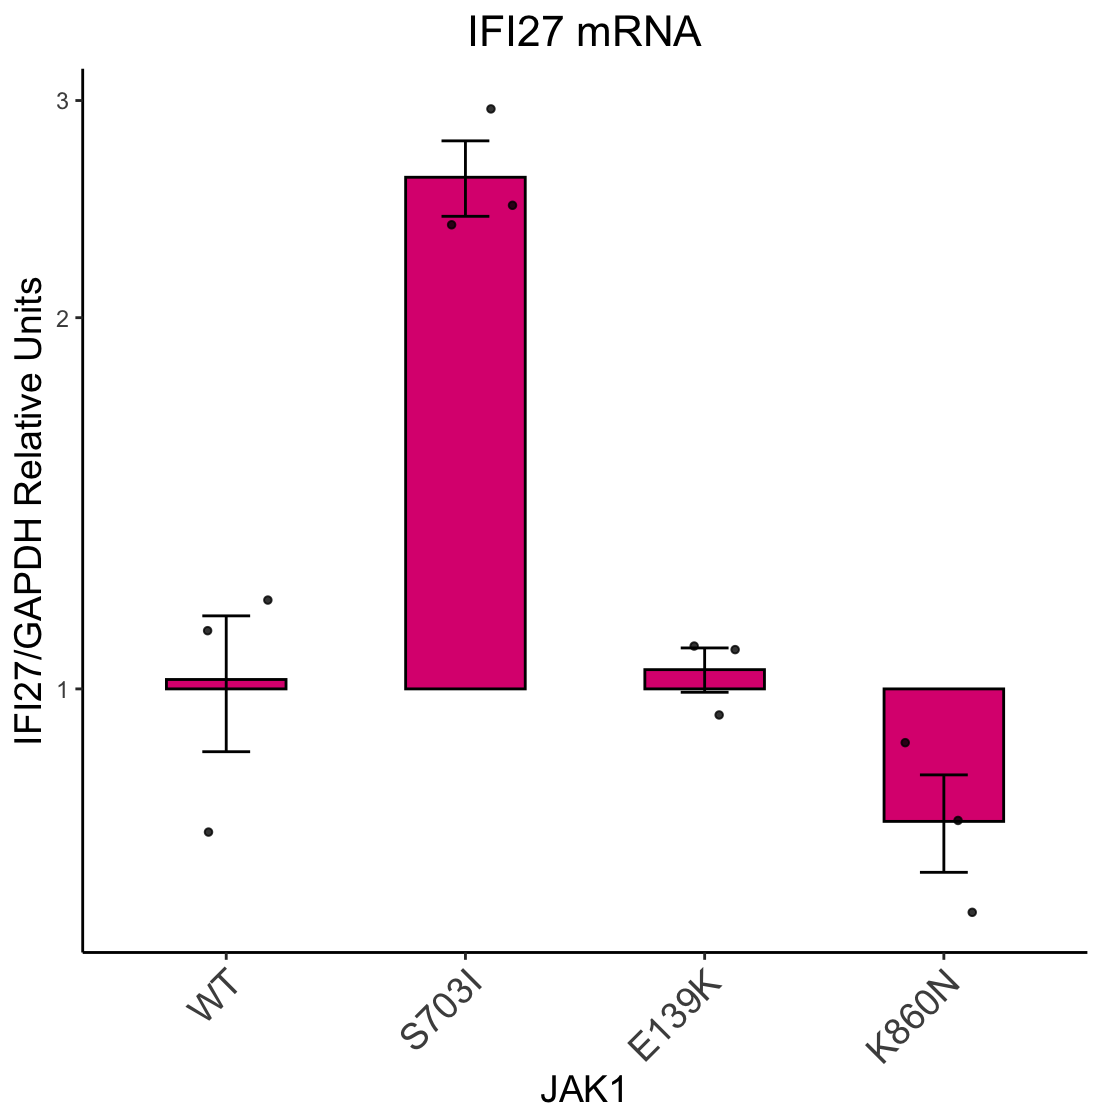 IFI27 mRNA
IFI27/GAPDH Relative Units
3
2
1
WT
S703I
E139K
K860N
JAK1